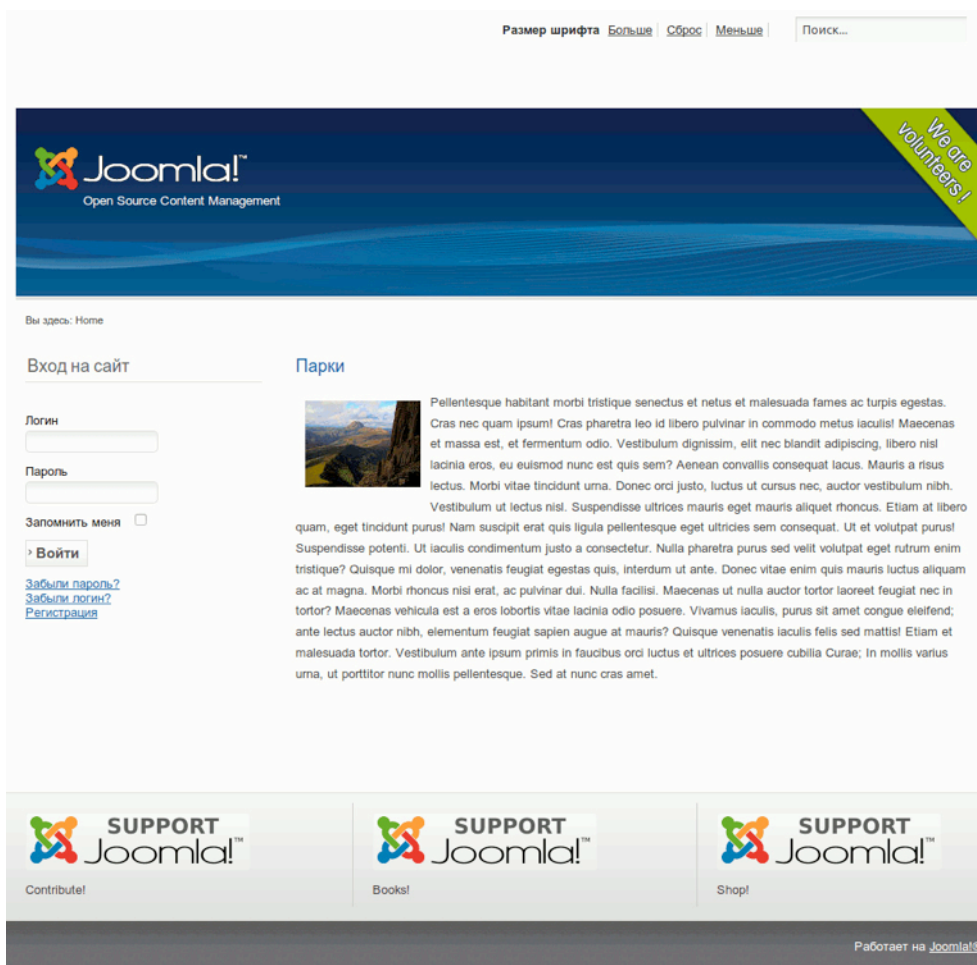 Размер шрифта Больше Сброс Меньше Поиск...
We are
volunteers!
Joomla!™
Open Source Content Management
Вы здесь: Home
Вход на сайт
Логин
Пароль
Запомнить меня
› Войти
Забыли пароль?
Забыли логин?
Регистрация
Парки
Pellentesque habitant morbi tristique senectus et netus et malesuada fames ac turpis egestas.
Cras nec quam ipsum! Cras pharetra leo id libero pulvinar in commodo metus iaculis! Maecenas
et massa est, et fermentum odio. Vestibulum dignissim, elit nec blandit adipiscing, libero nisl
lacinia eros, eu euismod nunc est quis sem? Aenean convallis consequat lacus. Mauris a risus
lectus. Morbi vitae tincidunt urna. Donec orci justo, luctus ut cursus nec, auctor vestibulum nibh.
Vestibulum ut lectus nisl. Suspendisse ultrices mauris eget mauris aliquet rhoncus. Etiam at libero
quam, eget tincidunt purus! Nam suscipit erat quis ligula pellentesque eget ultricies sem consequat. Ut et volutpat purus!
Suspendisse potenti. Ut iaculis condimentum justo a consectetur. Nulla pharetra purus sed velit volutpat eget rutrum enim
tristique? Quisque mi dolor, venenatis feugiat egestas quis, interdum ut ante. Donec vitae enim quis mauris luctus aliquam
ac at magna. Morbi rhoncus nisi erat, ac pulvinar dui. Nulla facilisi. Maecenas ut nulla auctor tortor laoreet feugiat nec in
tortor? Maecenas vehicula est a eros lobortis vitae lacinia odio posuere. Vivamus iaculis, purus sit amet congue eleifend;
ante lectus auctor nibh, elementum feugiat sapien augue at mauris? Quisque venenatis iaculis felis sed mattis! Etiam et
malesuada tortor. Vestibulum ante ipsum primis in faucibus orci luctus et ultrices posuere cubilia Curae; In mollis varius
urna, ut porttitor nunc mollis pellentesque. Sed at nunc cras amet.
SUPPORT SUPPORT SUPPORT
Joomla!™ Joomla!™ Joomla!™
Contribute! Books! Shop!
Работает на Joomla!®